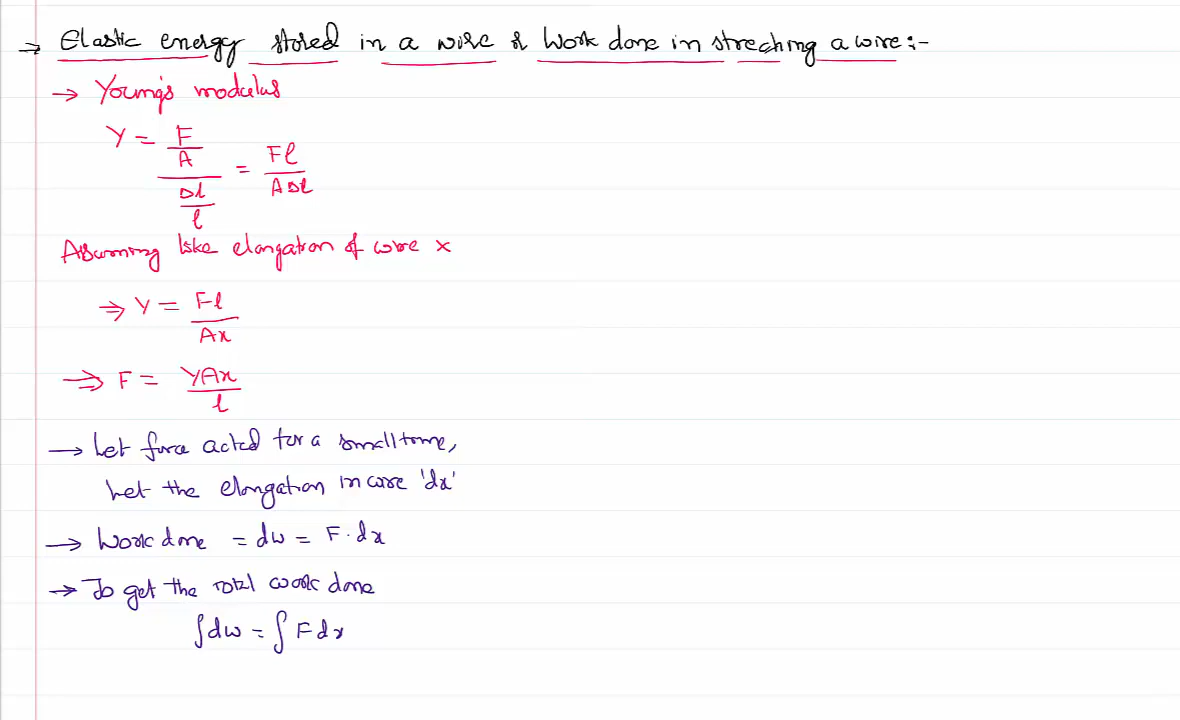 → Elastic energy stored in a wire & Work done in streching a wire:-
→ Young's modulus
Y = F/A / Δl/l = Fl/AΔl
Assuming like elongation of wire x
⇒ Y = Fl/Ax
⇒ F = YAx/l
→ Let force acted for a small time,
Let the elongation in wire 'dx'
→ Work done = dw = F·dx
→ To get the total work done
∫dw = ∫F dx